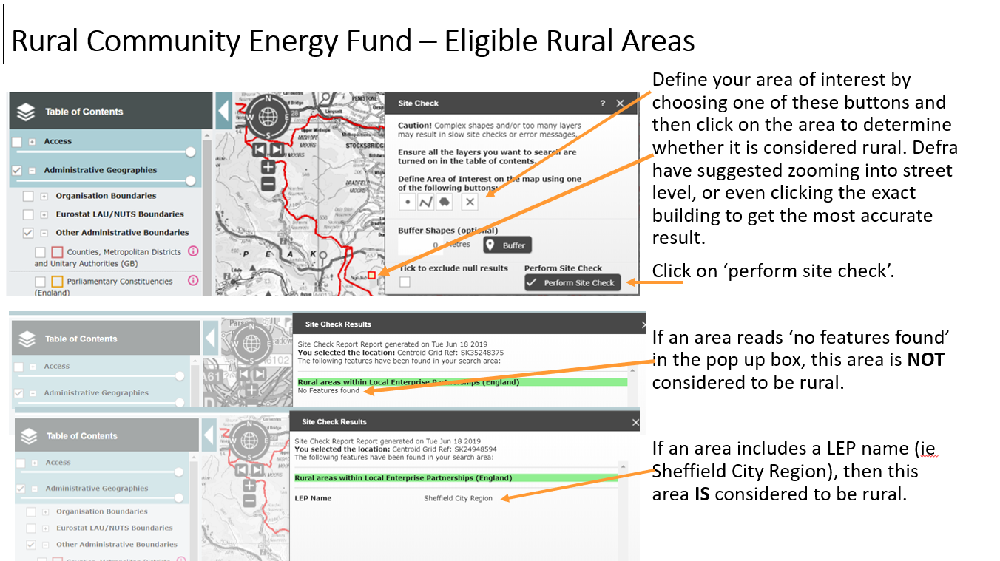 Rural Community Energy Fund – Eligible Rural Areas
Define your area of interest by
choosing one of these buttons and
then click on the area to determine
whether it is considered rural. Defra
have suggested zooming into street
level, or even clicking the exact
building to get the most accurate
result.
Click on ‘perform site check’.
Table of Contents
Access
Administrative Geographies
Organisation Boundaries
Eurostat LAU/NUTS Boundaries
Other Administrative Boundaries
Counties, Metropolitan Districts
and Unitary Authorities (GB)
Parliamentary Constituencies
(England)
N
W
E
S
PENISTONE
Langsett
Upper Midhope
MIDHOPE
MOORS
STOCKSBRIDGE
BRADFIELD
MOORS
P E A K
Site Check
?
Caution! Complex shapes and/or too many layers
may result in slow site checks or error messages.
Ensure all the layers you want to search are
turned on in the table of contents.
Define Area of Interest on the map using one
of the following buttons:
Buffer Shapes (optional)
0 Metres
Buffer
Tick to exclude null results
Perform Site Check
Perform Site Check
If an area reads ‘no features found’
in the pop up box, this area is NOT
considered to be rural.
Table of Contents
Access
Administrative Geographies
N
W
E
S
A61
Site Check Results
Site Check Report Report generated on Tue Jun 18 2019
You selected the location: Centroid Grid Ref: SK35248375
The following features have been found in your search area:
Rural areas within Local Enterprise Partnerships (England)
No Features found
If an area includes a LEP name (ie
Sheffield City Region), then this
area IS considered to be rural.
Table of Contents
Access
Administrative Geographies
Organisation Boundaries
Eurostat LAU/NUTS Boundaries
Other Administrative Boundaries
Counties, Metropolitan Districts
N
W
E
S
Site Check Results
Site Check Report Report generated on Tue Jun 18 2019
You selected the location: Centroid Grid Ref: SK24948594
The following features have been found in your search area:
Rural areas within Local Enterprise Partnerships (England)
LEP Name Sheffield City Region